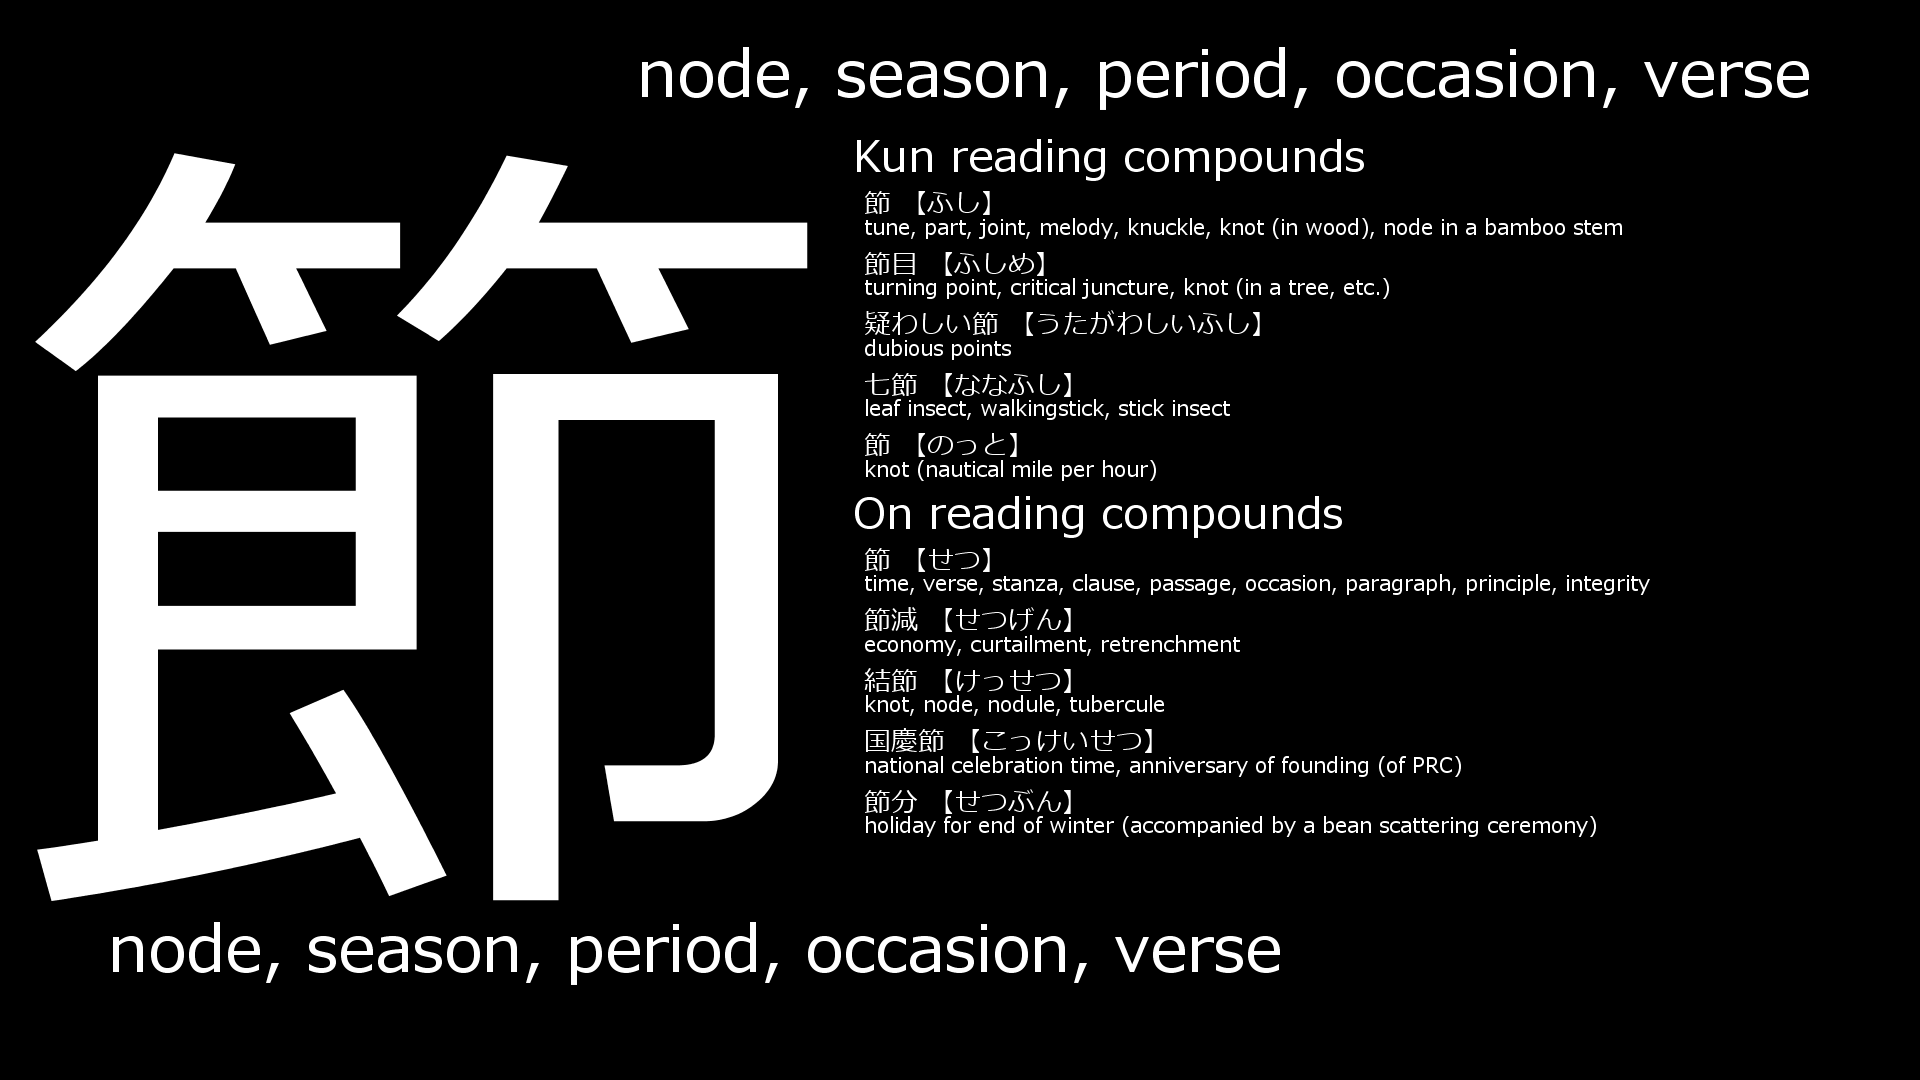 node, season, period, occasion, verse
節
Kun reading compounds
節 【ふし】
tune, part, joint, melody, knuckle, knot (in wood), node in a bamboo stem
節目 【ふしめ】
turning point, critical juncture, knot (in a tree, etc.)
疑わしい節 【うたがわしいふし】
dubious points
七節 【ななふし】
leaf insect, walkingstick, stick insect
節 【のっと】
knot (nautical mile per hour)
On reading compounds
節 【せつ】
time, verse, stanza, clause, passage, occasion, paragraph, principle, integrity
節減 【せつげん】
economy, curtailment, retrenchment
結節 【けっせつ】
knot, node, nodule, tubercule
国慶節 【こっけいせつ】
national celebration time, anniversary of founding (of PRC)
節分 【せつぶん】
holiday for end of winter (accompanied by a bean scattering ceremony)
node, season, period, occasion, verse